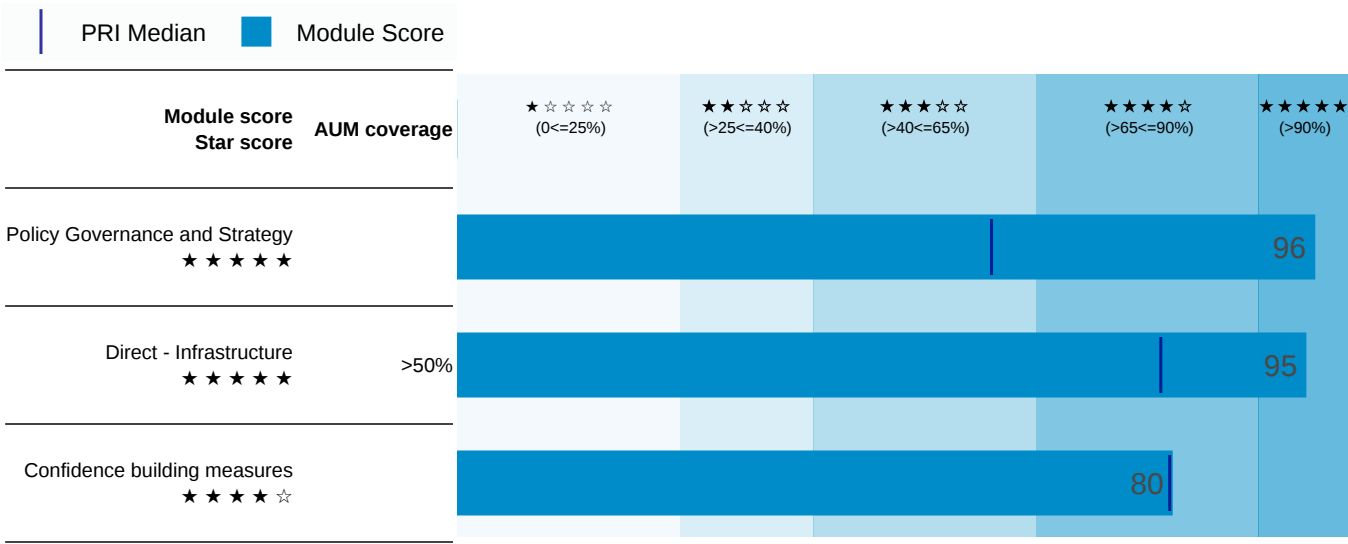 PRI Median Module Score
Module score
Star score
AUM coverage
★☆☆☆☆
(0<=25%)
★★☆☆☆
(>25<=40%)
★★★☆☆
(>40<=65%)
★★★★☆
(>65<=90%)
★★★★★
(>90%)
Policy Governance and Strategy
★★★★★
96
Direct - Infrastructure
★★★★★
>50%
95
Confidence building measures
★★★★☆
80